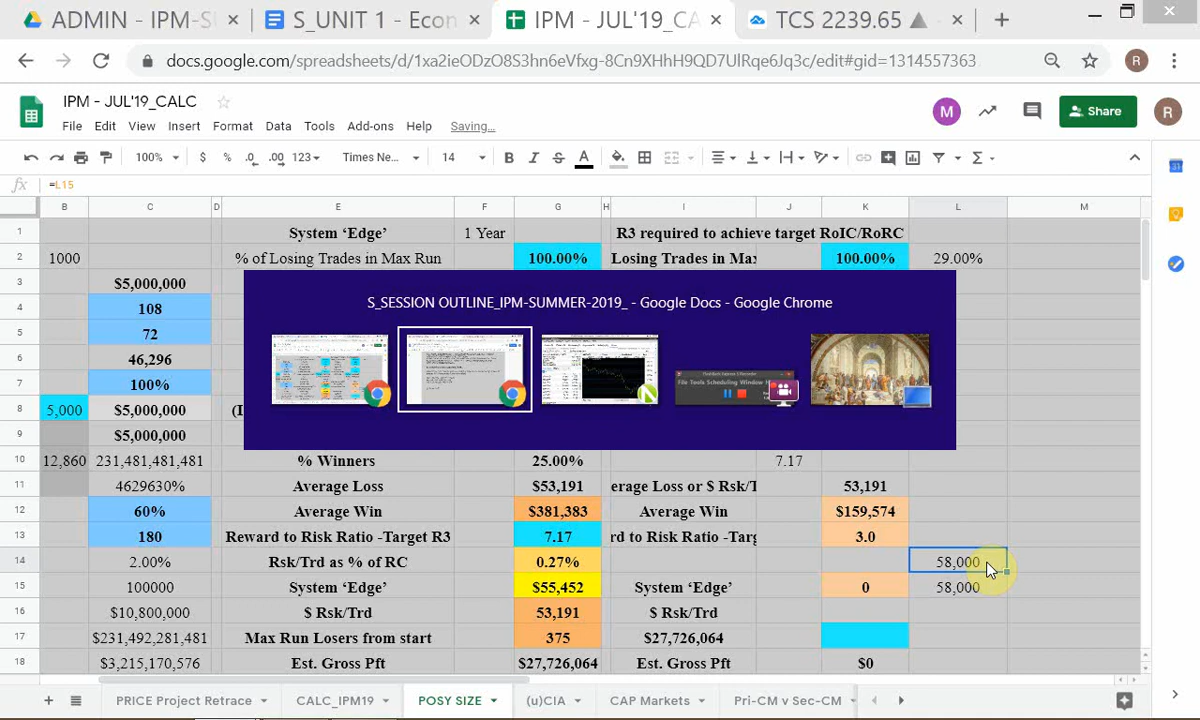 ADMIN - IPM-S
S_UNIT 1 - Econ
IPM - JUL'19_CA
TCS 2239.65
docs.google.com/spreadsheets/d/1xa2ieODzO8S3hn6eVfxg-8Cn9XHhH9QD7UlRqe6Jq3c/edit#gid=1314557363
R
IPM - JUL'19_CALC
File Edit View Insert Format Data Tools Add-ons Help Saving...
M
Share
R
100% $ % .0 .00 123 Times Ne... 14 B I S A
fx =L15
B C D E F G H I J K L M
1 System ‘Edge’ 1 Year R3 required to achieve target RoIC/RoRC
2 1000 % of Losing Trades in Max Run 100.00% Losing Trades in Max 100.00% 29.00%
3 $5,000,000
S_SESSION OUTLINE_IPM-SUMMER-2019_ - Google Docs - Google Chrome
4 108
5 72
6 46,296
7 100%
File Tools Scheduling Window H
8 5,000 $5,000,000
9 $5,000,000
10 12,860 231,481,481,481 % Winners 25.00% 7.17
11 4629630% Average Loss $53,191 erage Loss or $ Rsk/T 53,191
12 60% Average Win $381,383 Average Win $159,574
13 180 Reward to Risk Ratio -Target R3 7.17 rd to Risk Ratio -Targ 3.0
14 2.00% Rsk/Trd as % of RC 0.27% 58,000
15 100000 System ‘Edge’ $55,452 System ‘Edge’ 0 58,000
16 $10,800,000 $ Rsk/Trd 53,191 $ Rsk/Trd
17 $231,492,281,481 Max Run Losers from start 375 $27,726,064
18 $3,215,170,576 Est. Gross Pft $27,726,064 Est. Gross Pft $0
PRICE Project Retrace CALC_IPM19 POSY SIZE (u)CIA CAP Markets Pri-CM v Sec-CM